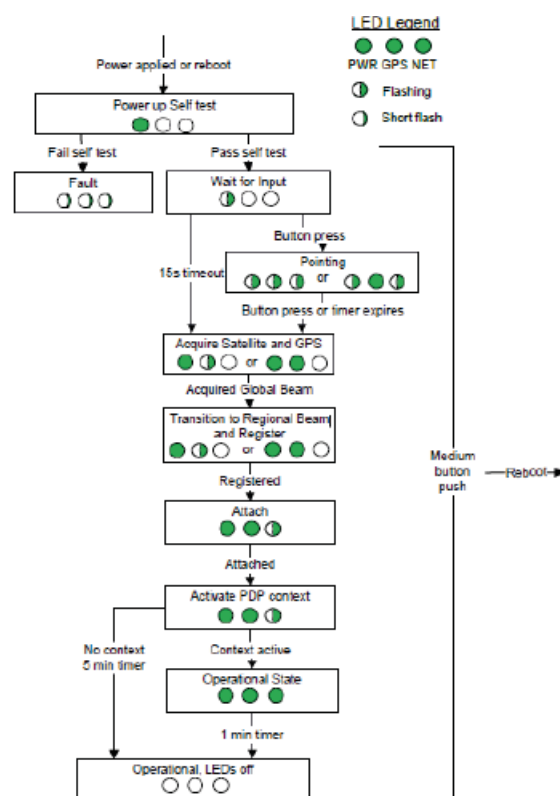 LED Legend
PWR GPS NET
Flashing
Short flash
Power applied or reboot
Power up Self test
Fail self test
Pass self test
Fault
Wait for Input
Button press
15s timeout
Pointing
or
Button press or timer expires
Acquire Satellite and GPS
or
Acquired Global Beam
Transition to Regional Beam
and Register
or
Registered
Medium
button
push
Reboot
Attach
Attached
Activate PDP context
No context
5 min timer
Context active
Operational State
1 min timer
Operational, LEDs off